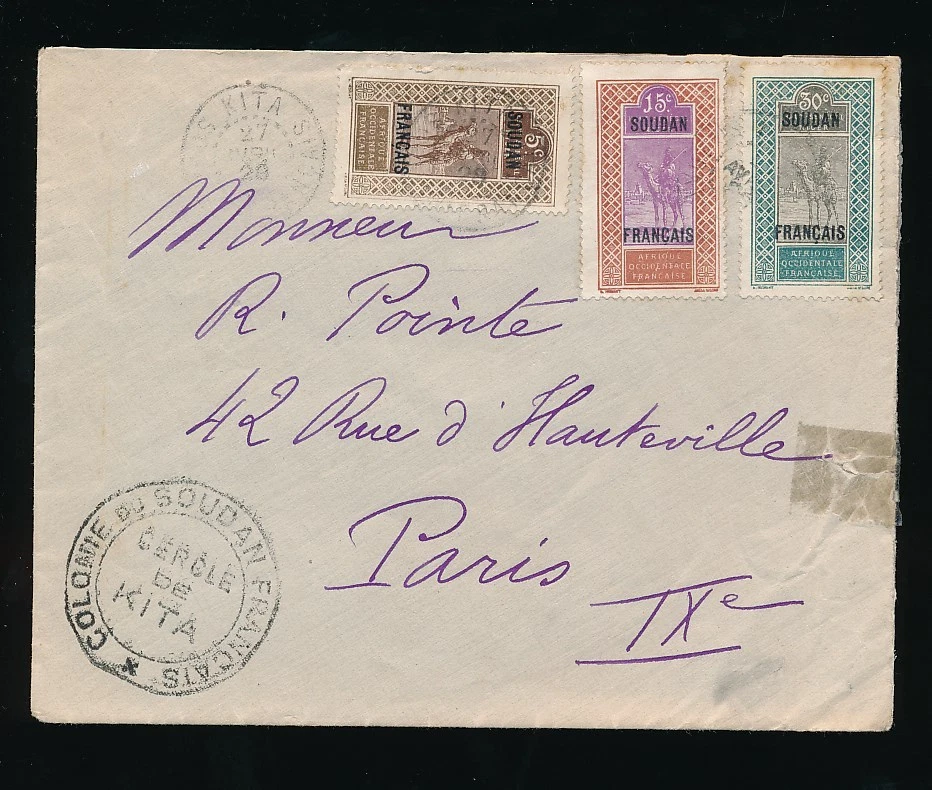 KITA
27
5c
SOUDAN
FRANÇAIS
AFRIQUE
OCCIDENTALE
FRANÇAISE
15c
SOUDAN
FRANÇAIS
AFRIQUE
OCCIDENTALE
FRANÇAISE
30c
SOUDAN
FRANÇAIS
AFRIQUE
OCCIDENTALE
FRANÇAISE
Monsieur
R. Pointe
42 Rue d'Hauteville
Paris
IXe
COLONIE DU SOUDAN FRANÇAIS
CERCLE
DE
KITA